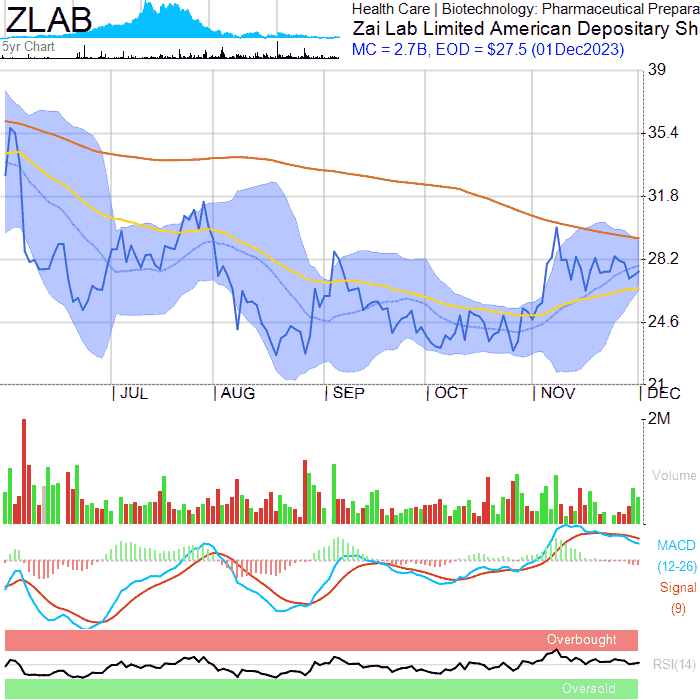 ZLAB
5yr Chart
Health Care | Biotechnology: Pharmaceutical Prepara
Zai Lab Limited American Depositary Sh
MC = 2.7B, EOD = $27.5 (01Dec2023)
39
35.4
31.8
28.2
24.6
21
JUL
AUG
SEP
OCT
NOV
DEC
2M
Volume
MACD
(12-26)
Signal
(9)
Overbought
RSI(14)
Oversold